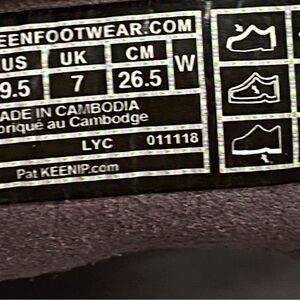 EENFOOTWEAR.COM
US UK CM W
9.5 7 26.5
ADE IN CAMBODIA
briqué au Cambodge
LYC 011118
Pat KEENIP.com